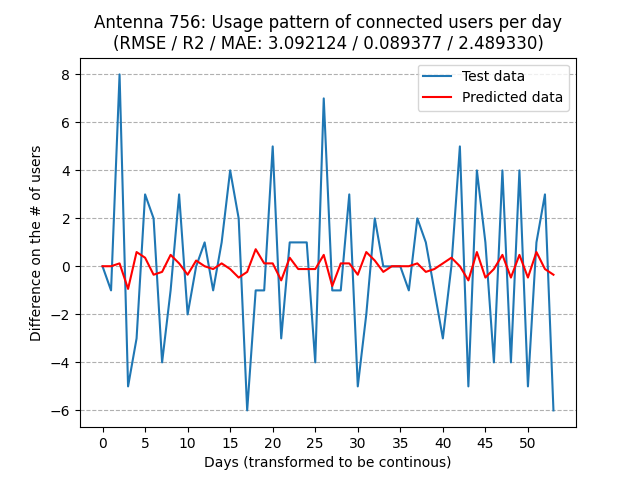 Antenna 756: Usage pattern of connected users per day
(RMSE / R2 / MAE: 3.092124 / 0.089377 / 2.489330)
Test data
Predicted data
Difference on the # of users
8
6
4
2
0
−2
−4
−6
0 5 10 15 20 25 30 35 40 45 50
Days (transformed to be continous)